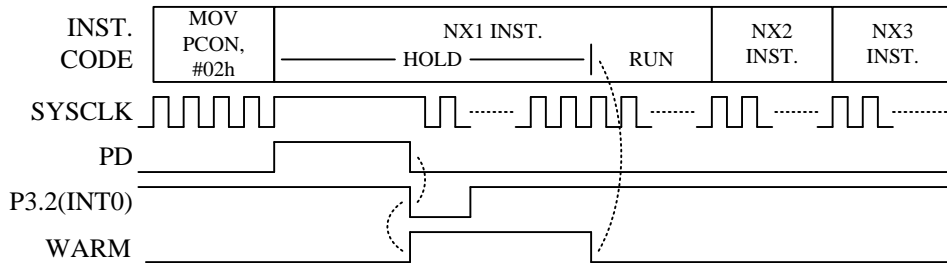 INST.
CODE
MOV
PCON,
#02h
NX1 INST.
HOLD
RUN
NX2
INST.
NX3
INST.
SYSCLK
PD
P3.2(INT0)
WARM